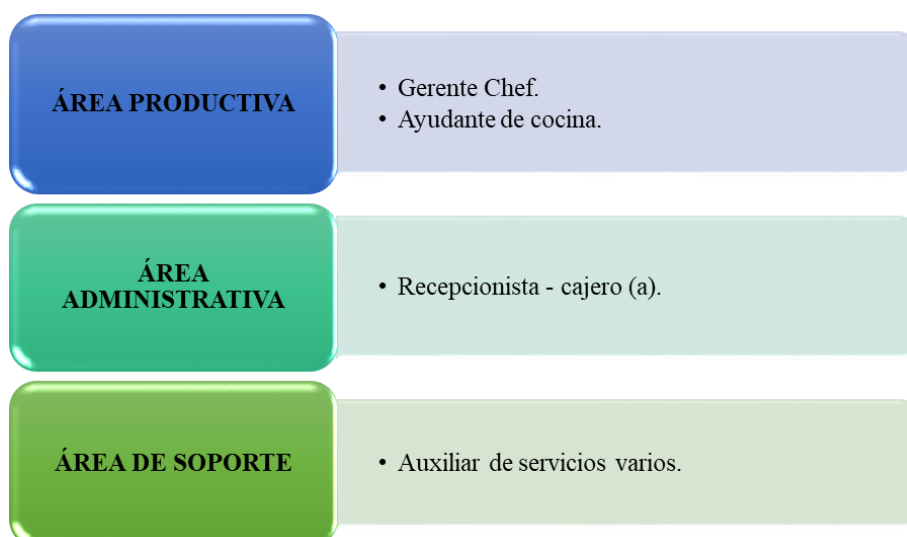 ÁREA PRODUCTIVA
• Gerente Chef.
• Ayudante de cocina.
ÁREA
ADMINISTRATIVA
• Recepcionista - cajero (a).
ÁREA DE SOPORTE
• Auxiliar de servicios varios.